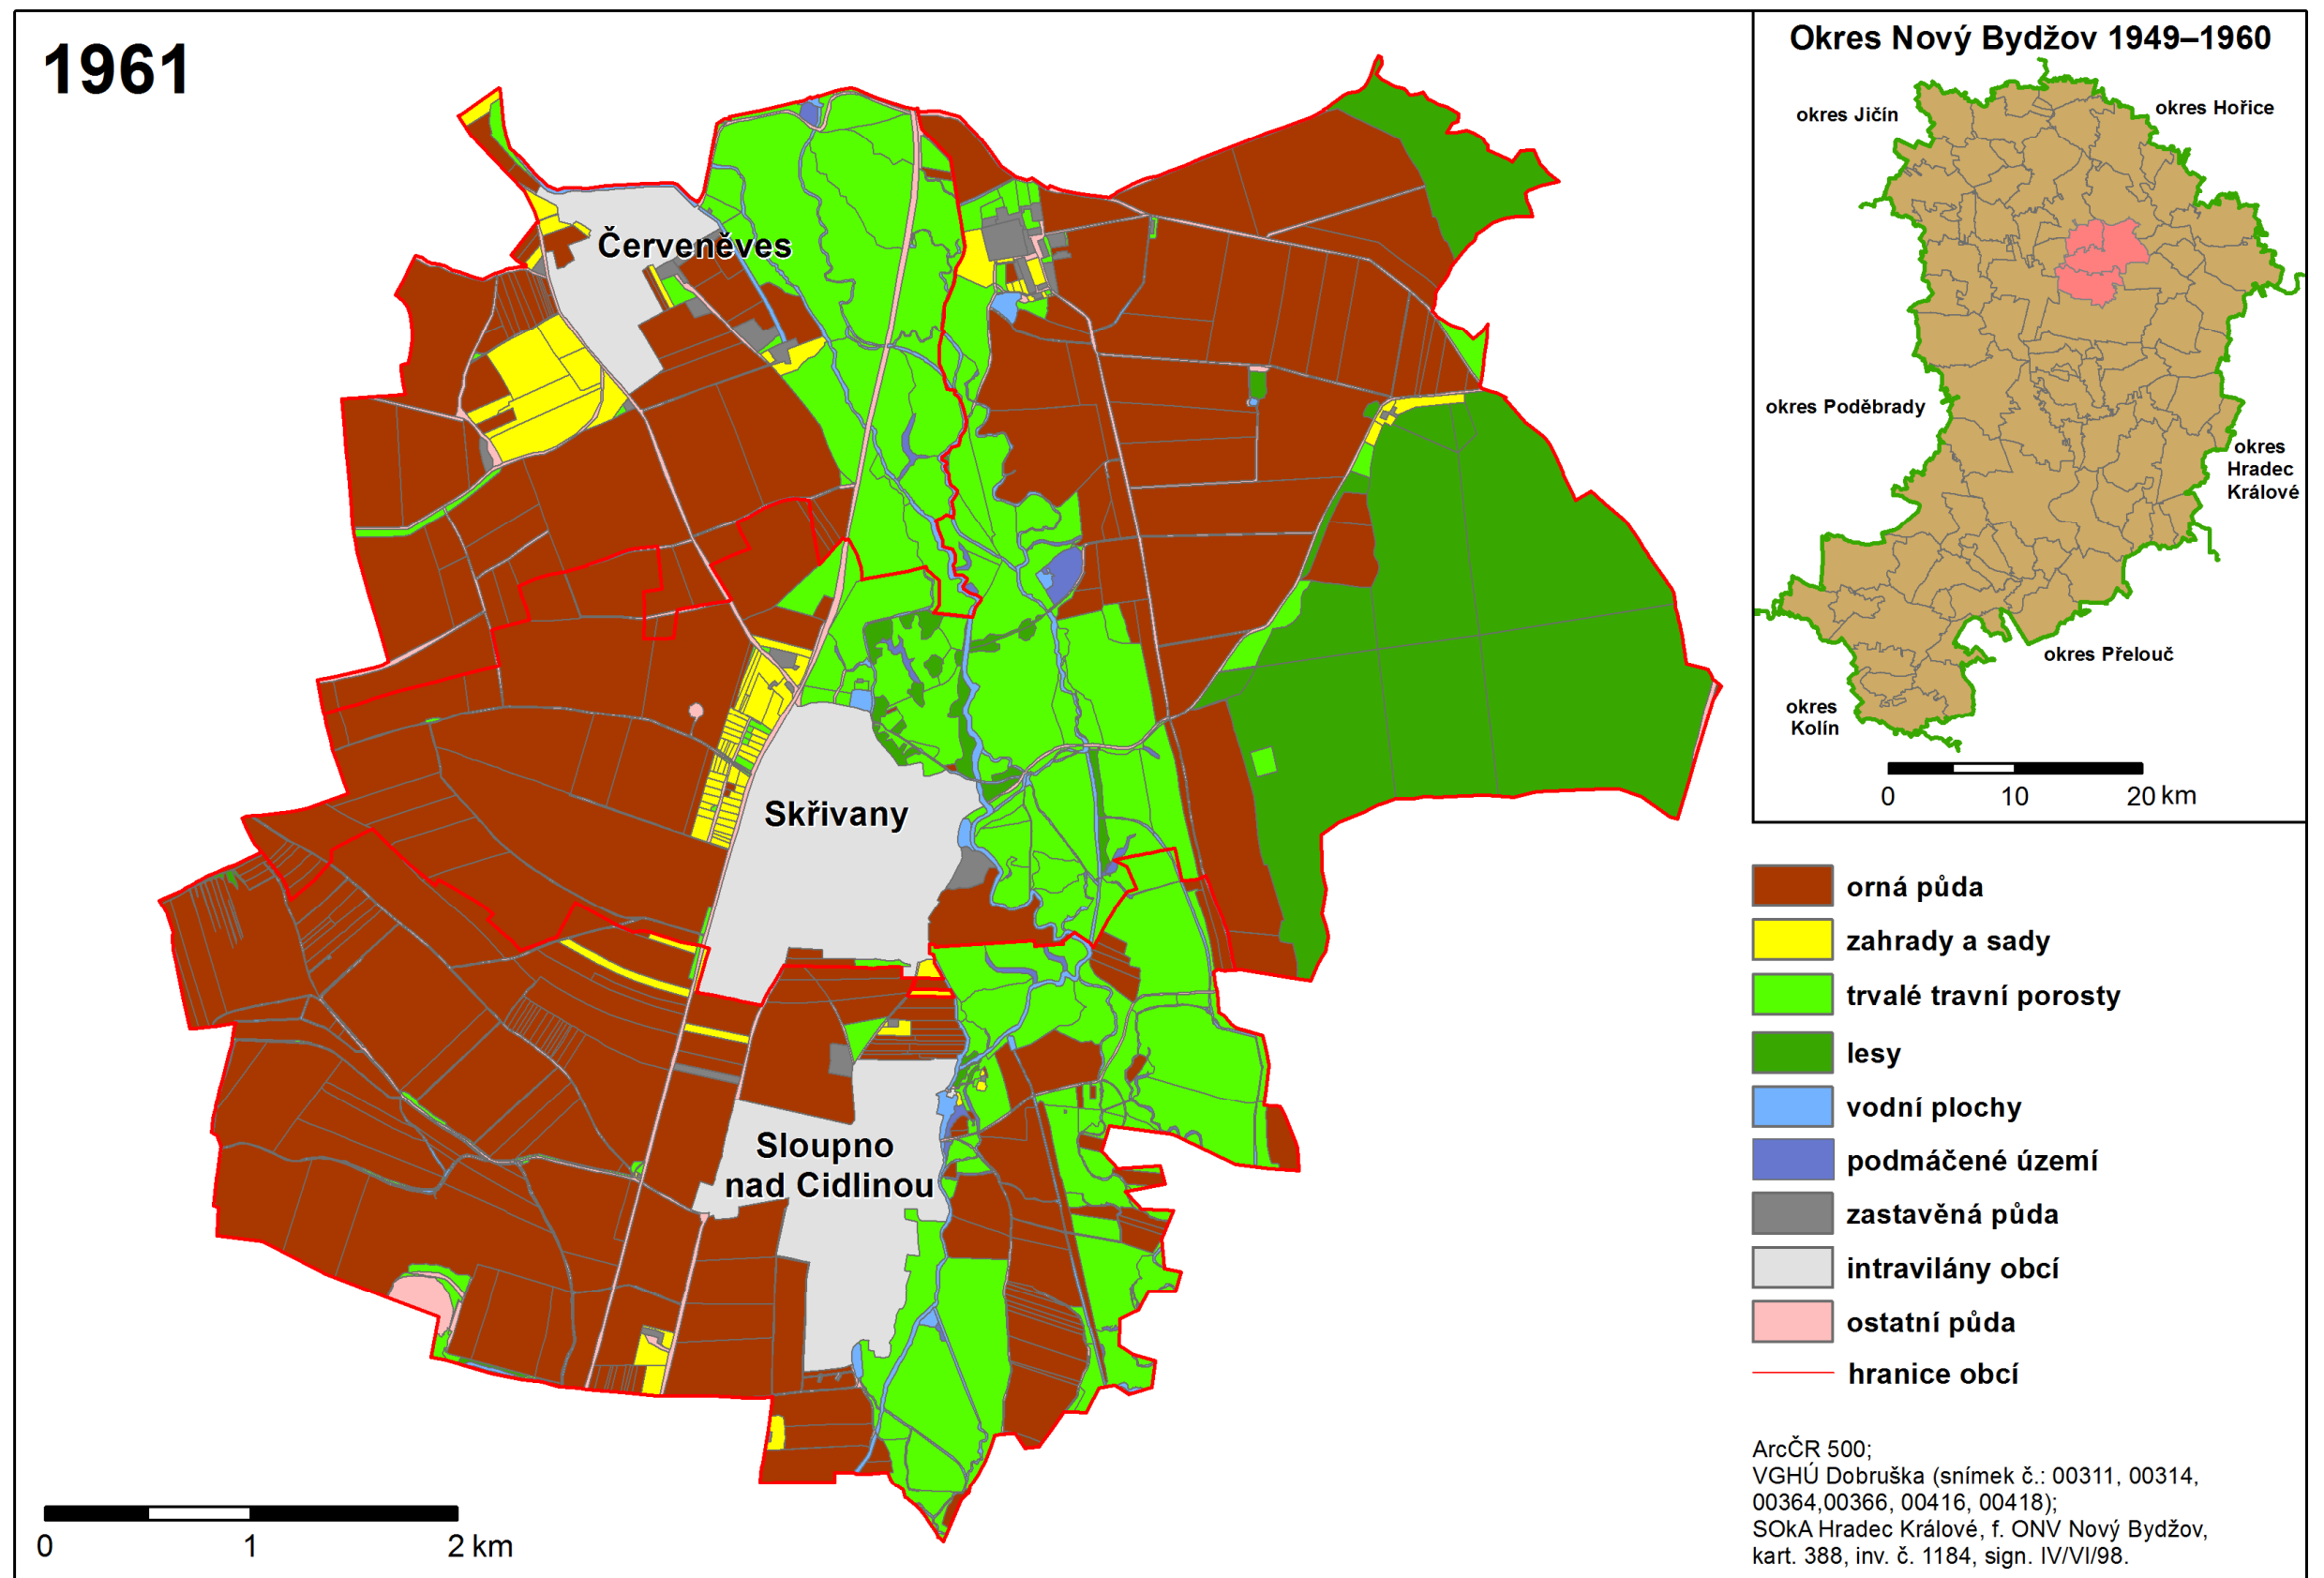 1961
Červeněves
Skřivany
Sloupno
nad Cidlinou
0 1 2 km
Okres Nový Bydžov 1949–1960
okres Jičín
okres Hořice
okres Poděbrady
okres
Hradec
Králové
okres Přelouč
okres
Kolín
0 10 20 km
orná půda
zahrady a sady
trvalé travní porosty
lesy
vodní plochy
podmáčené území
zastavěná půda
intravilány obcí
ostatní půda
hranice obcí
ArcČR 500;
VGHÚ Dobruška (snímek č.: 00311, 00314,
00364,00366, 00416, 00418);
SOkA Hradec Králové, f. ONV Nový Bydžov,
kart. 388, inv. č. 1184, sign. IV/VI/98.